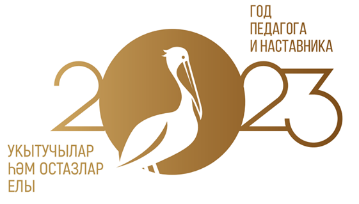 ГОД
ПЕДАГОГА
И НАСТАВНИКА
2023
УКЫТУЧЫЛАР
ҺӘМ ОСТАЗЛАР
ЕЛЫ